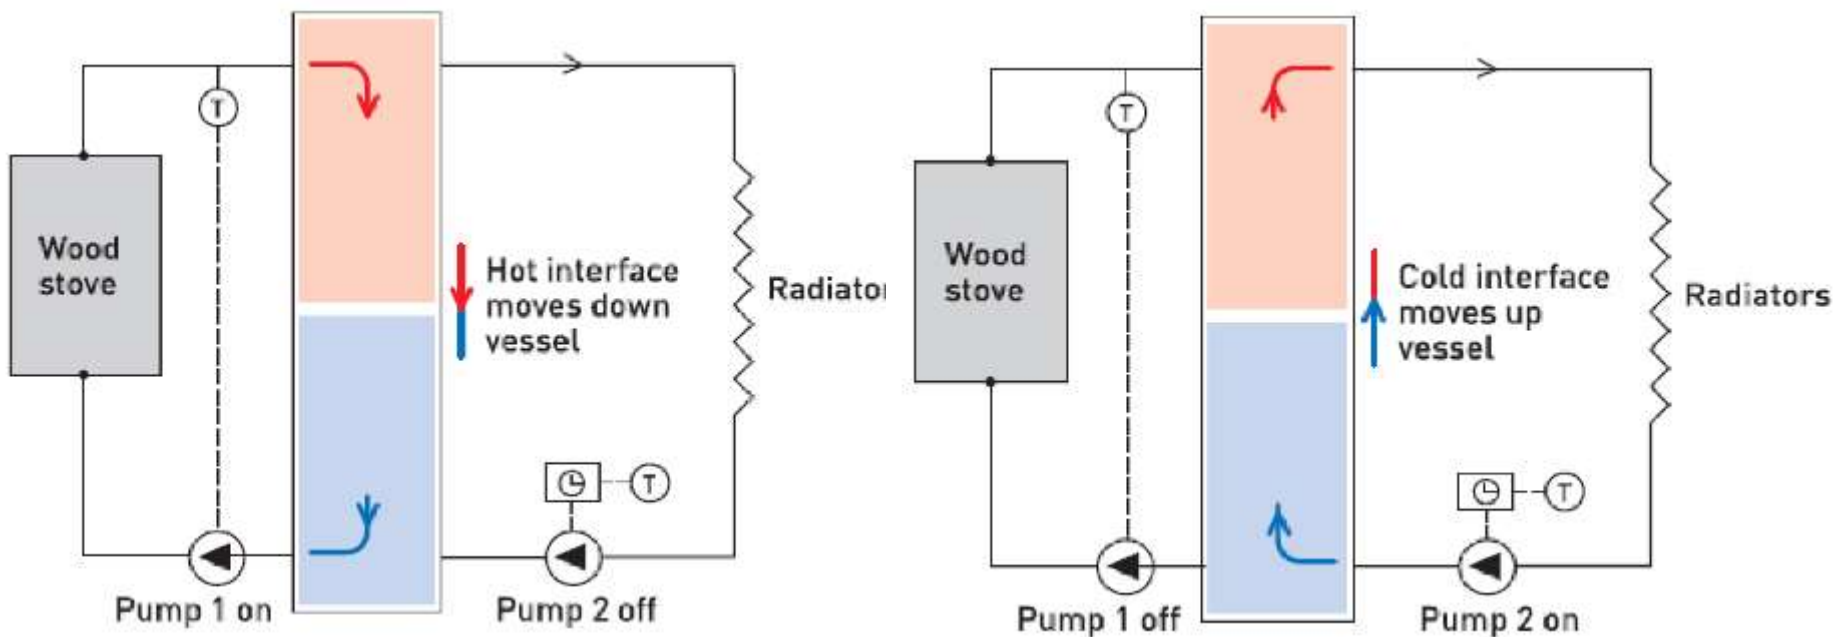 T
Wood
stove
Hot interface
moves down
vessel
Radiator
T
Pump 1 on
Pump 2 off
T
Wood
stove
Cold interface
moves up
vessel
Radiators
T
Pump 1 off
Pump 2 on